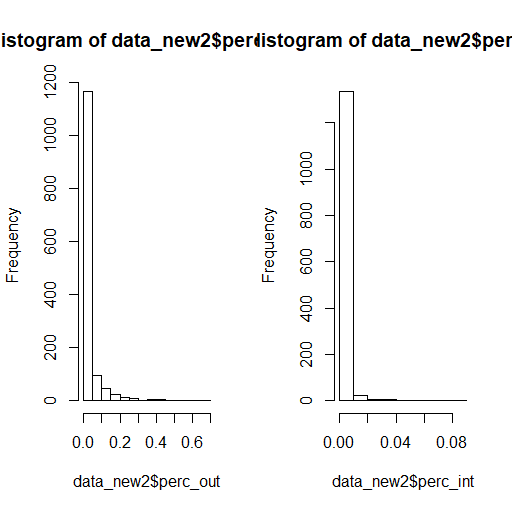 istogram of data_new2$perc
istogram of data_new2$per
Frequency
0 200 400 600 800 1000 1200
0.0 0.2 0.4 0.6
data_new2$perc_out
Frequency
0 200 400 600 800 1000
0.00 0.04 0.08
data_new2$perc_int